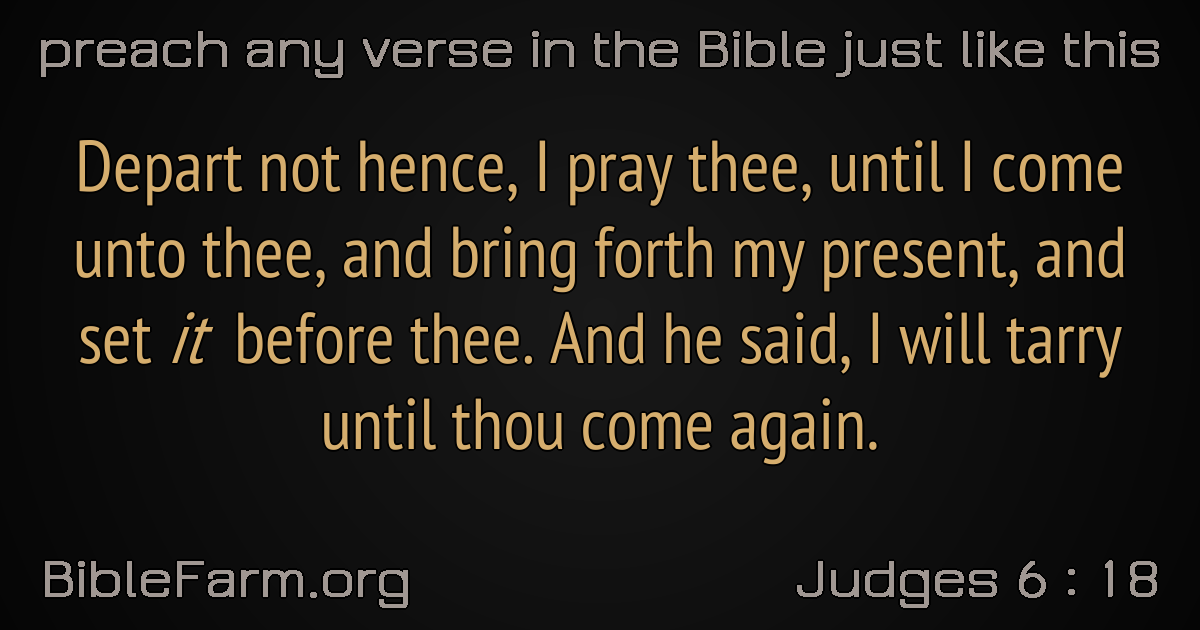 preach any verse in the Bible just like this
Depart not hence, I pray thee, until I come
unto thee, and bring forth my present, and
set it before thee. And he said, I will tarry
until thou come again.
BibleFarm.org
Judges 6 : 18